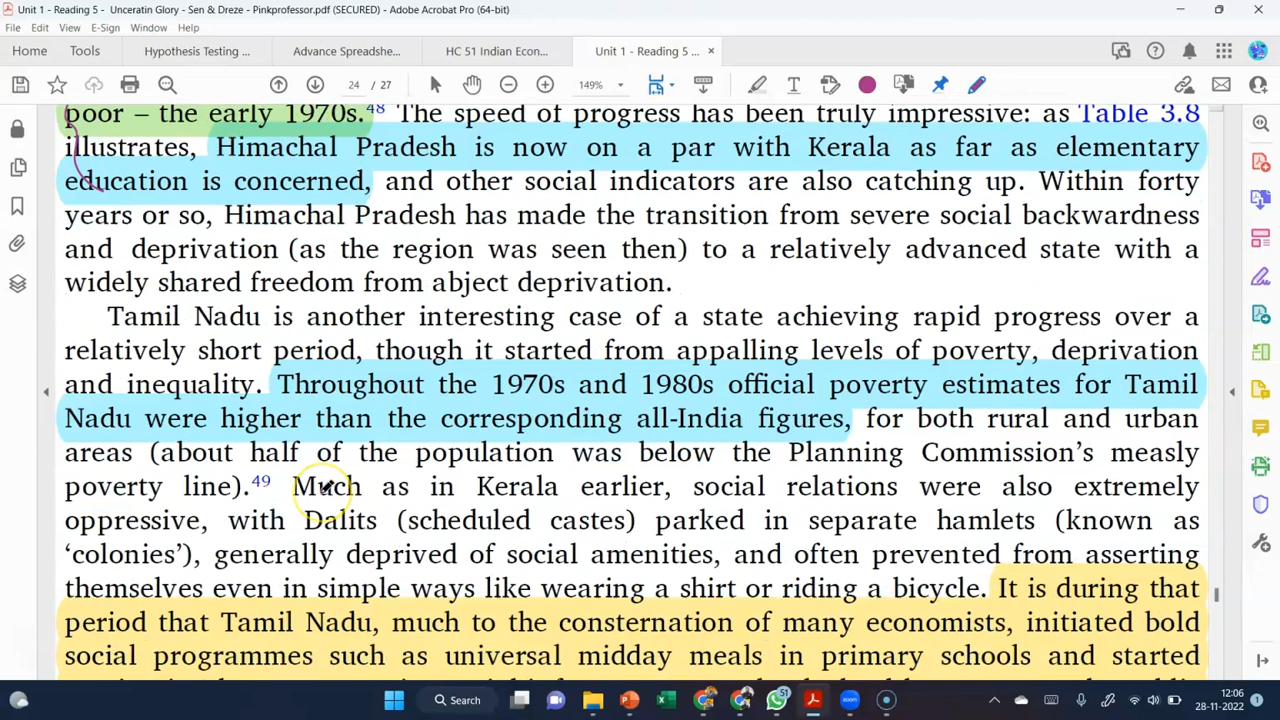 Unit 1 - Reading 5 - Unceratin Glory - Sen & Dreze - Pinkprofessor.pdf (SECURED) - Adobe Acrobat Pro (64-bit)
File Edit View E-Sign Window Help
Home Tools Hypothesis Testing ... Advance Spreadshe... HC 51 Indian Econ... Unit 1 - Reading 5 ... ×
24 / 27 149%
poor – the early 1970s.48 The speed of progress has been truly impressive: as Table 3.8
illustrates, Himachal Pradesh is now on a par with Kerala as far as elementary
education is concerned, and other social indicators are also catching up. Within forty
years or so, Himachal Pradesh has made the transition from severe social backwardness
and deprivation (as the region was seen then) to a relatively advanced state with a
widely shared freedom from abject deprivation.
Tamil Nadu is another interesting case of a state achieving rapid progress over a
relatively short period, though it started from appalling levels of poverty, deprivation
and inequality. Throughout the 1970s and 1980s official poverty estimates for Tamil
Nadu were higher than the corresponding all-India figures, for both rural and urban
areas (about half of the population was below the Planning Commission's measly
poverty line).49 Much as in Kerala earlier, social relations were also extremely
oppressive, with Dalits (scheduled castes) parked in separate hamlets (known as
'colonies'), generally deprived of social amenities, and often prevented from asserting
themselves even in simple ways like wearing a shirt or riding a bicycle. It is during that
period that Tamil Nadu, much to the consternation of many economists, initiated bold
social programmes such as universal midday meals in primary schools and started
Search 51 12:06
28-11-2022